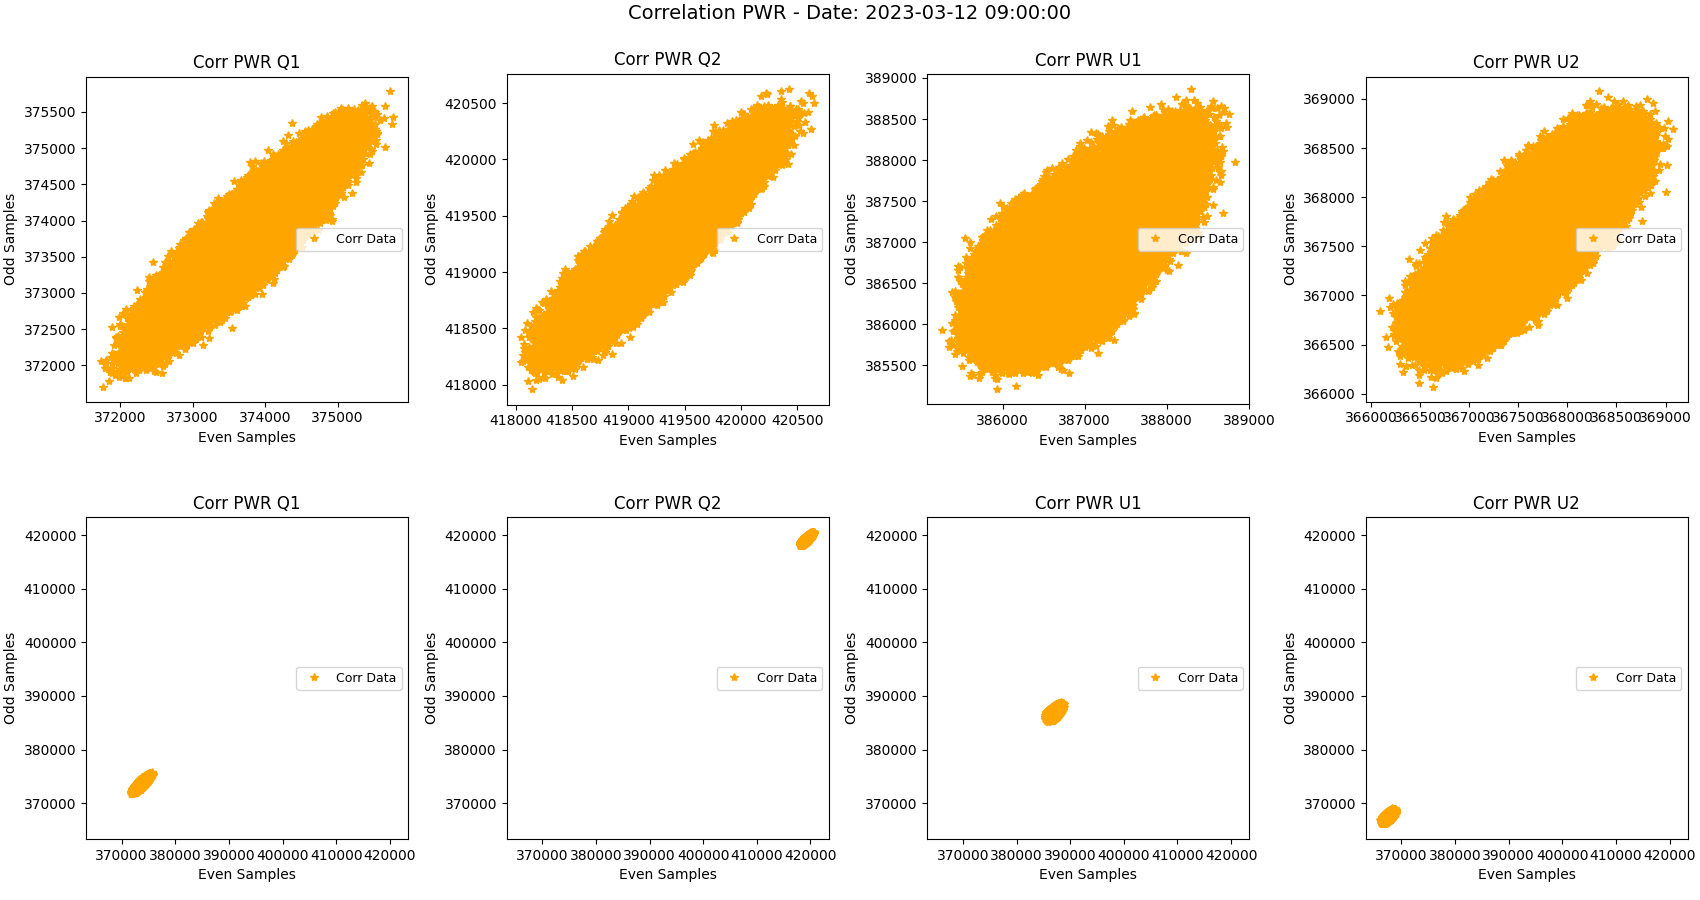 Correlation PWR - Date: 2023-03-12 09:00:00
Corr PWR Q1
375500
375000
374500
374000
373500
373000
372500
372000
Odd Samples
Corr Data
372000 373000 374000 375000
Even Samples
Corr PWR Q2
420500
420000
419500
419000
418500
418000
Odd Samples
Corr Data
418000 418500 419000 419500 420000 420500
Even Samples
Corr PWR U1
389000
388500
388000
387500
387000
386500
386000
385500
Odd Samples
Corr Data
386000 387000 388000 389000
Even Samples
Corr PWR U2
369000
368500
368000
367500
367000
366500
366000
Odd Samples
Corr Data
366000 366500 367000 367500 368000 368500 369000
Even Samples
Corr PWR Q1
420000
410000
400000
390000
380000
370000
Odd Samples
Corr Data
370000 380000 390000 400000 410000 420000
Even Samples
Corr PWR Q2
420000
410000
400000
390000
380000
370000
Odd Samples
Corr Data
370000 380000 390000 400000 410000 420000
Even Samples
Corr PWR U1
420000
410000
400000
390000
380000
370000
Odd Samples
Corr Data
370000 380000 390000 400000 410000 420000
Even Samples
Corr PWR U2
420000
410000
400000
390000
380000
370000
Odd Samples
Corr Data
370000 380000 390000 400000 410000 420000
Even Samples